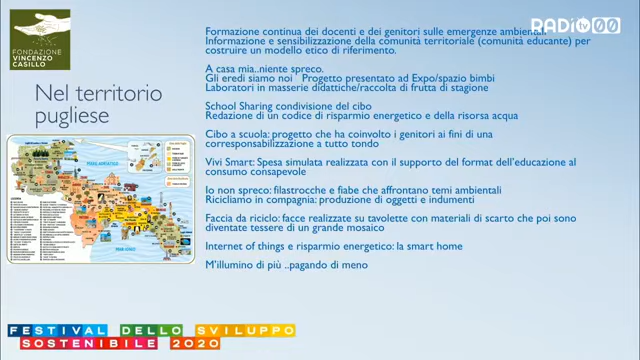 FONDAZIONE
VINCENZO
CASILLO
RADIO tv 00
Nel territorio
pugliese
Formazione continua dei docenti e dei genitori sulle emergenze ambientali.
Informazione e sensibilizzazione della comunità territoriale (comunità educante) per
costruire un modello etico di riferimento.
A casa mia..niente spreco.
Gli eredi siamo noi Progetto presentato ad Expo/spazio bimbi
Laboratori in masserie didattiche/raccolta di frutta di stagione
School Sharing condivisione del cibo
Redazione di un codice di risparmio energetico e della risorsa acqua
Cibo a scuola: progetto che ha coinvolto i genitori ai fini di una
corresponsabilizzazione a tutto tondo
Vivi Smart: Spesa simulata realizzata con il supporto del format dell'educazione al
consumo consapevole
Io non spreco: filastrocche e fiabe che affrontano temi ambientali
Ricicliamo in compagnia: produzione di oggetti e indumenti
Faccia da riciclo: facce realizzate su tavolette con materiali di scarto che poi sono
diventate tessere di un grande mosaico
Internet of things e risparmio energetico: la smart home
M'illumino di più ..pagando di meno
MARE ADRIATICO
MAR IONIO
FESTIVAL DELLO SVILUPPO
SOSTENIBILE 2020